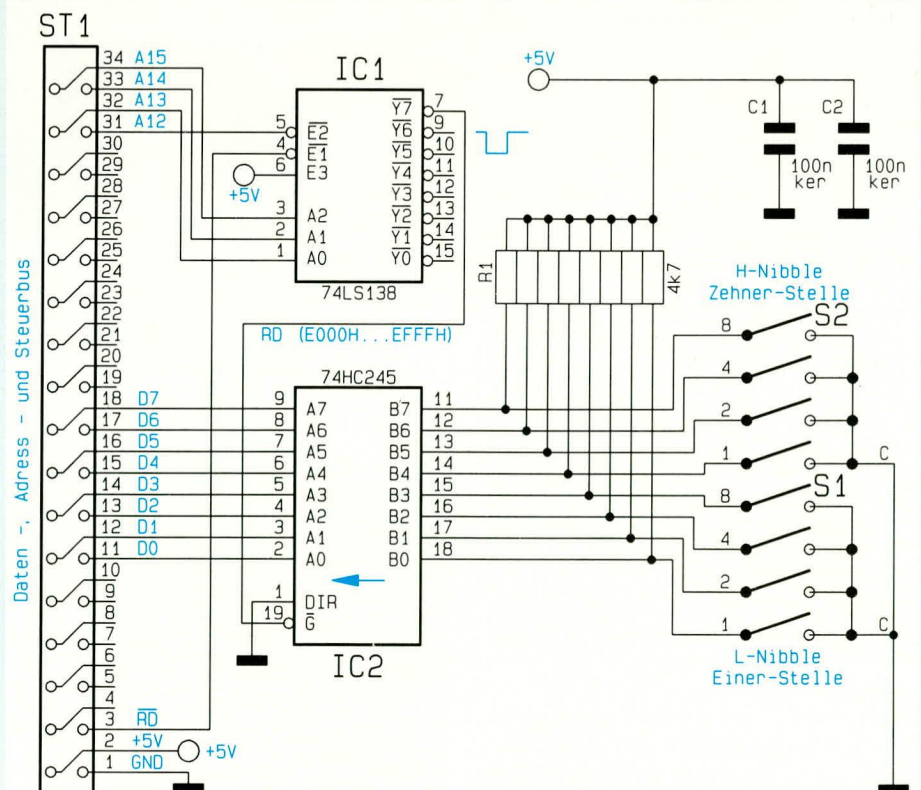 ST1
34 A15
33 A14
32 A13
31 A12
30
29
28
27
26
25
24
23
22
21
20
19
18 D7
17 D6
16 D5
15 D4
14 D3
13 D2
12 D1
11 D0
10
9
8
7
6
5
4
3 RD
2 +5V
1 GND
+5V
Daten -, Adress - und Steuerbus
IC1
5 E2
4 E1
6 E3
+5V
3 A2
2 A1
1 A0
Y7 7
Y6 9
Y5 10
Y4 11
Y3 12
Y2 13
Y1 14
Y0 15
74LS138
RD (E000H...EFFFH)
74HC245
9 A7 B7 11
8 A6 B6 12
7 A5 B5 13
6 A4 B4 14
5 A3 B3 15
4 A2 B2 16
3 A1 B1 17
2 A0 B0 18
1 DIR
19 G
IC2
+5V
C1
100n
ker
C2
100n
ker
R1
4k7
H-Nibble
Zehner-Stelle
S2
8
4
2
1
C
S1
8
4
2
1
C
L-Nibble
Einer-Stelle